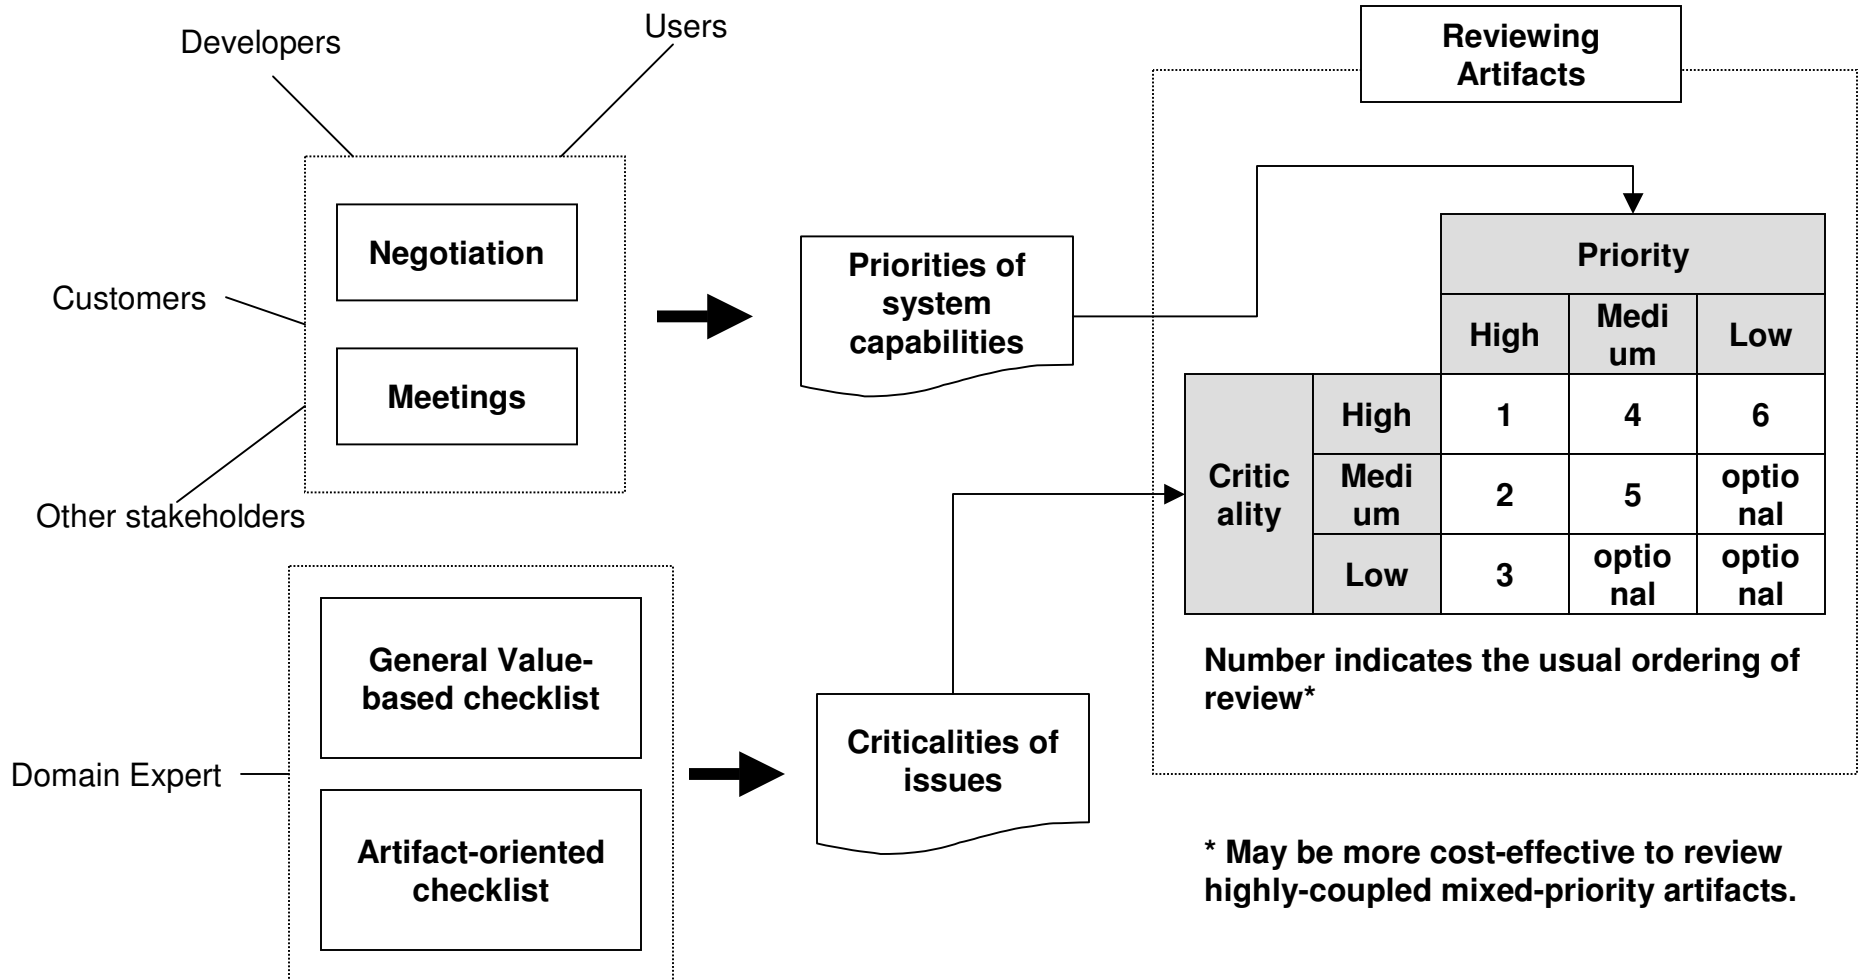 Developers
Users
Reviewing
Artifacts
Negotiation
Customers
Meetings
Other stakeholders
Priorities of
system
capabilities
Priority
High
Medi
um
Low
Critic
ality
High
1
4
6
Medi
um
2
5
optio
nal
Low
3
optio
nal
optio
nal
Number indicates the usual ordering of
review*
Domain Expert
General Value-
based checklist
Artifact-oriented
checklist
Criticalities of
issues
* May be more cost-effective to review
highly-coupled mixed-priority artifacts.